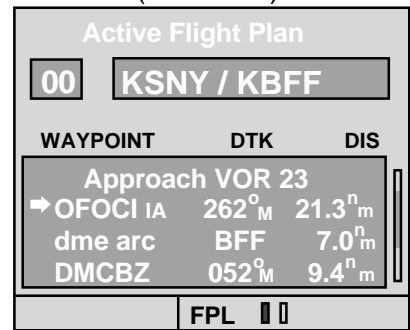 Active Flight Plan
00 KSNY / KBFF
WAYPOINT DTK DIS
Approach VOR 23
OFOCI IA 262°M 21.3nm
dme arc BFF 7.0nm
DMCBZ 052°M 9.4nm
FPL